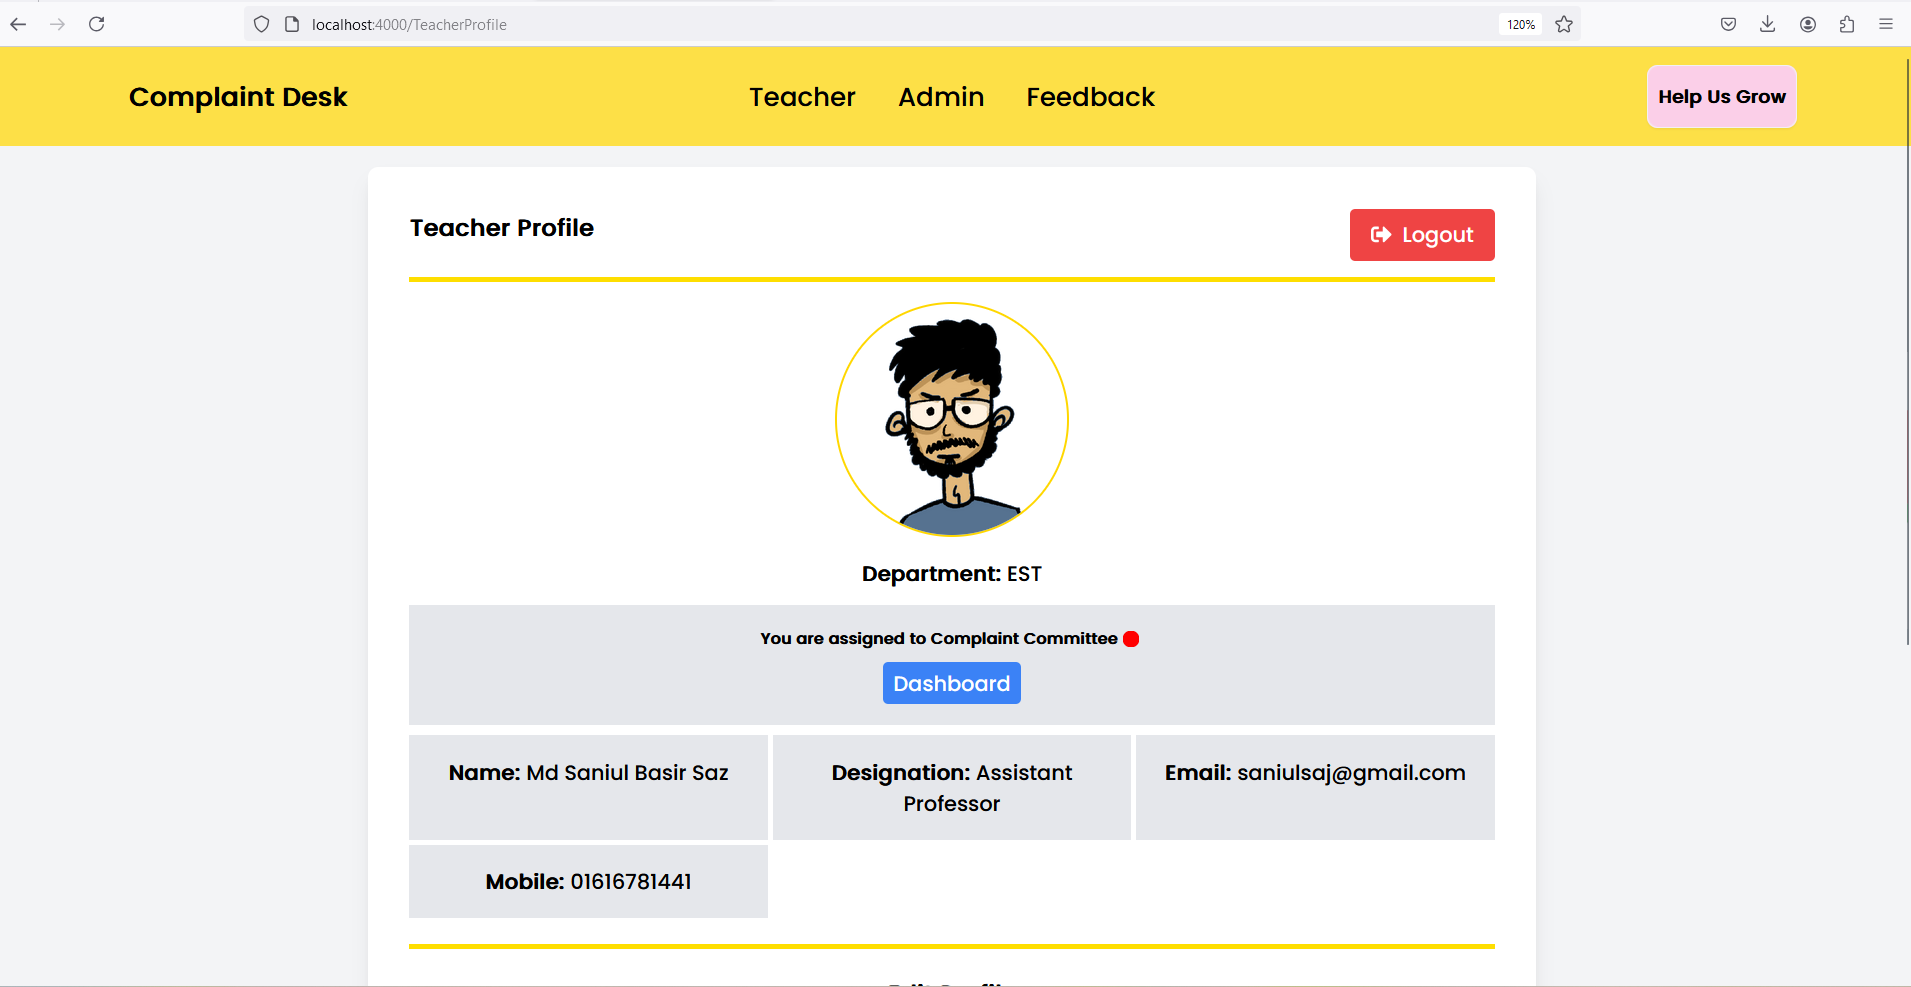 localhost:4000/TeacherProfile
120%
Complaint Desk
Teacher
Admin
Feedback
Help Us Grow
Teacher Profile
Logout
Department: EST
You are assigned to Complaint Committee
Dashboard
Name: Md Saniul Basir Saz
Designation: Assistant
Professor
Email: saniulsaj@gmail.com
Mobile: 01616781441